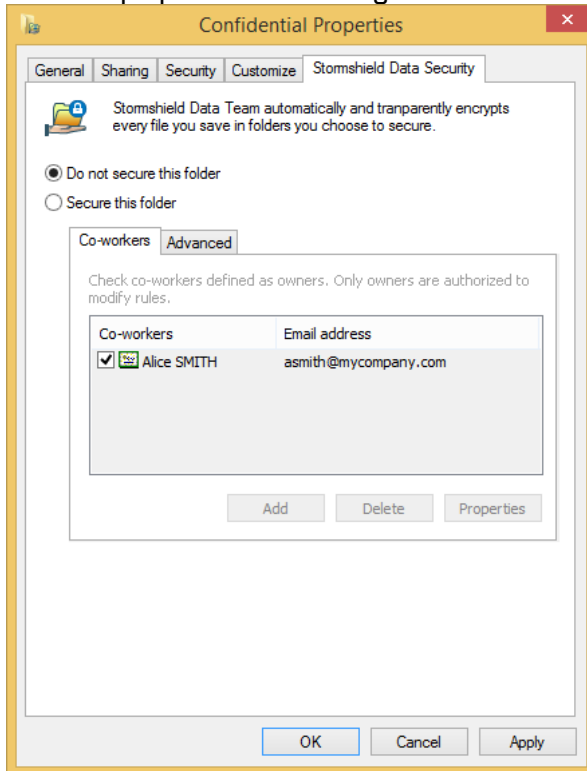 Confidential Properties
General Sharing Security Customize Stormshield Data Security
Stormshield Data Team automatically and tranparently encrypts
every file you save in folders you choose to secure.
Do not secure this folder
Secure this folder
Co-workers Advanced
Check co-workers defined as owners. Only owners are authorized to
modify rules.
Co-workers Email address
Alice SMITH asmith@mycompany.com
Add Delete Properties
OK Cancel Apply